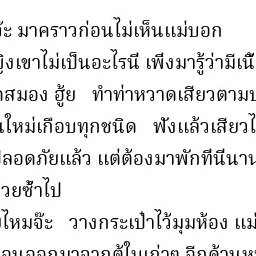 จ๊ะ มาคราวก่อนไม่เห็นแม่บอก
ญิงเขาไม่เป็นอะไรนี่ เพิ่งมารู้ว่ามีเนื้
าสมอง ฮู้ย ทำท่าหวาดเสียวตาม
นใหม่เกือบทุกชนิด ฟังแล้วเสียวไ
ปลอดภัยแล้ว แต่ต้องมาพักที่นี่นาน
วยซ้ำไป
ยไหมจ๊ะ วางกระเป๋าไว้มุมห้อง แม่